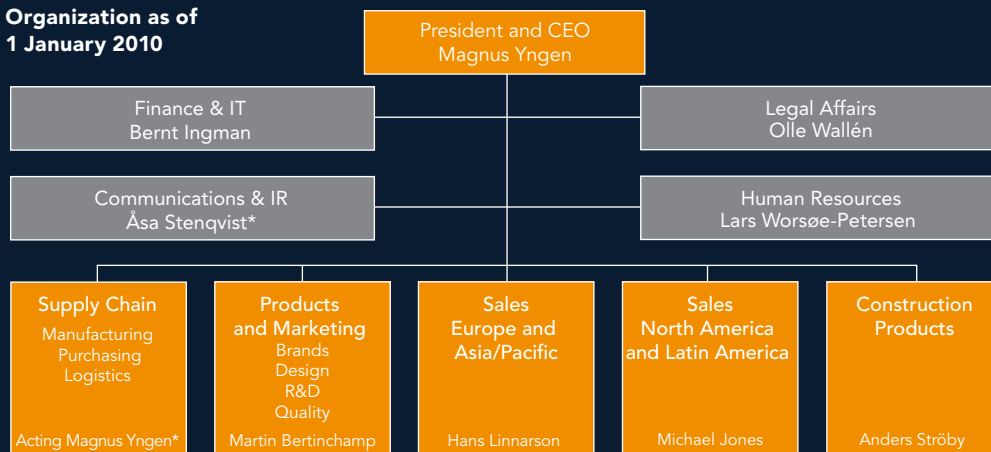 Organization as of
1 January 2010
President and CEO
Magnus Yngen
Finance & IT
Bernt Ingman
Legal Affairs
Olle Wallén
Communications & IR
Åsa Stenqvist*
Human Resources
Lars Worsøe-Petersen
Supply Chain
Manufacturing
Purchasing
Logistics
Acting Magnus Yngen*
Products
and Marketing
Brands
Design
R&D
Quality
Martin Bertinchamp
Sales
Europe and
Asia/Pacific
Hans Linnarson
Sales
North America
and Latin America
Michael Jones
Construction
Products
Anders Ströby